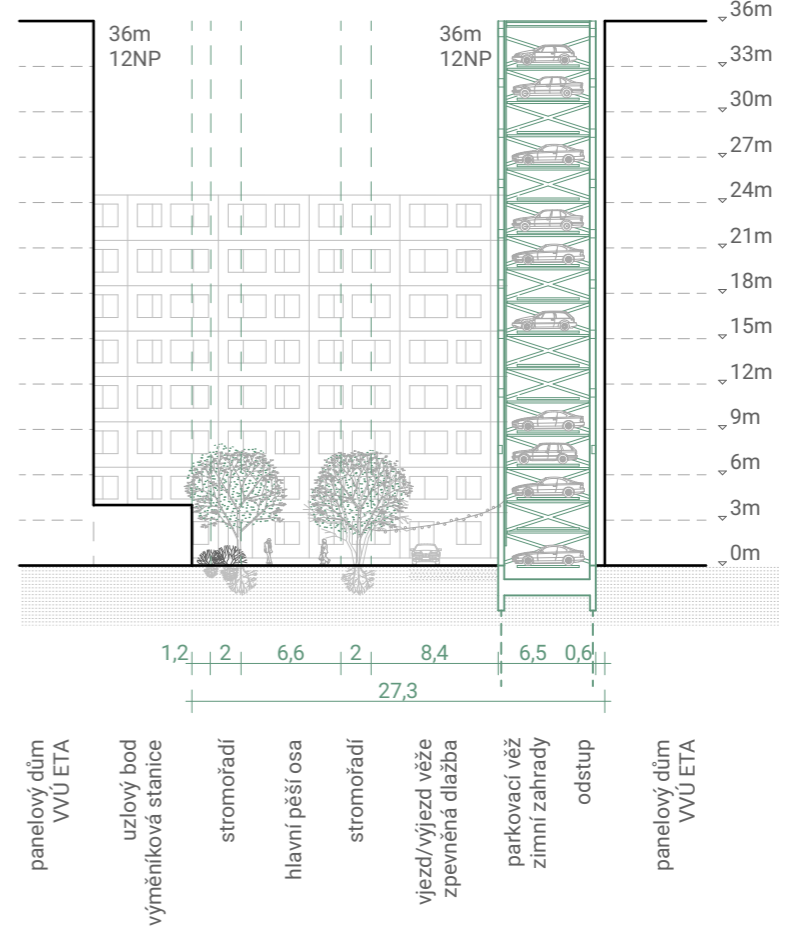 36m
12NP
36m
12NP
36m
33m
30m
27m
24m
21m
18m
15m
12m
9m
6m
3m
0m
1,2 2 6,6 2 8,4 6,5 0,6
27,3
panelový dům
VVÚ ETA
uzlový bod
výměníková stanice
stromořadí
hlavní pěší osa
stromořadí
vjezd/výjezd věže
zpevněná dlažba
parkovací věž
zimní zahrady
odstup
panelový dům
VVÚ ETA